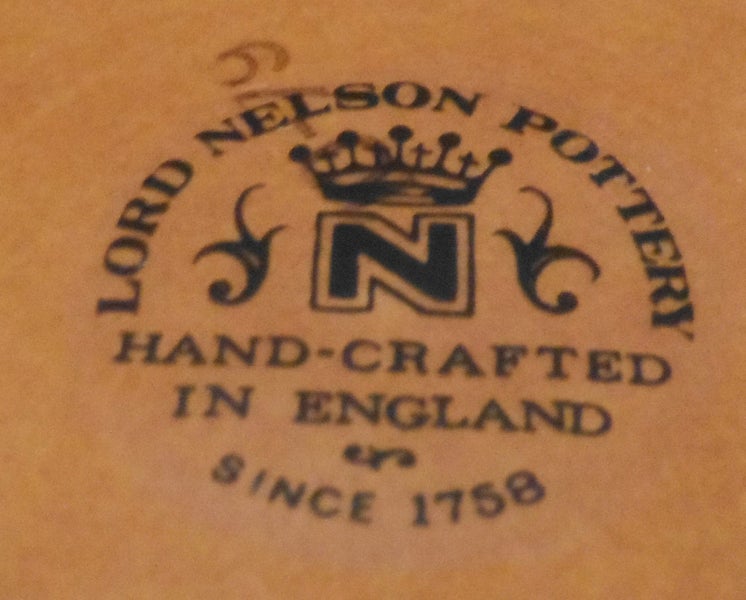 LORD NELSON POTTERY
N
HAND-CRAFTED
IN ENGLAND
SINCE 1758